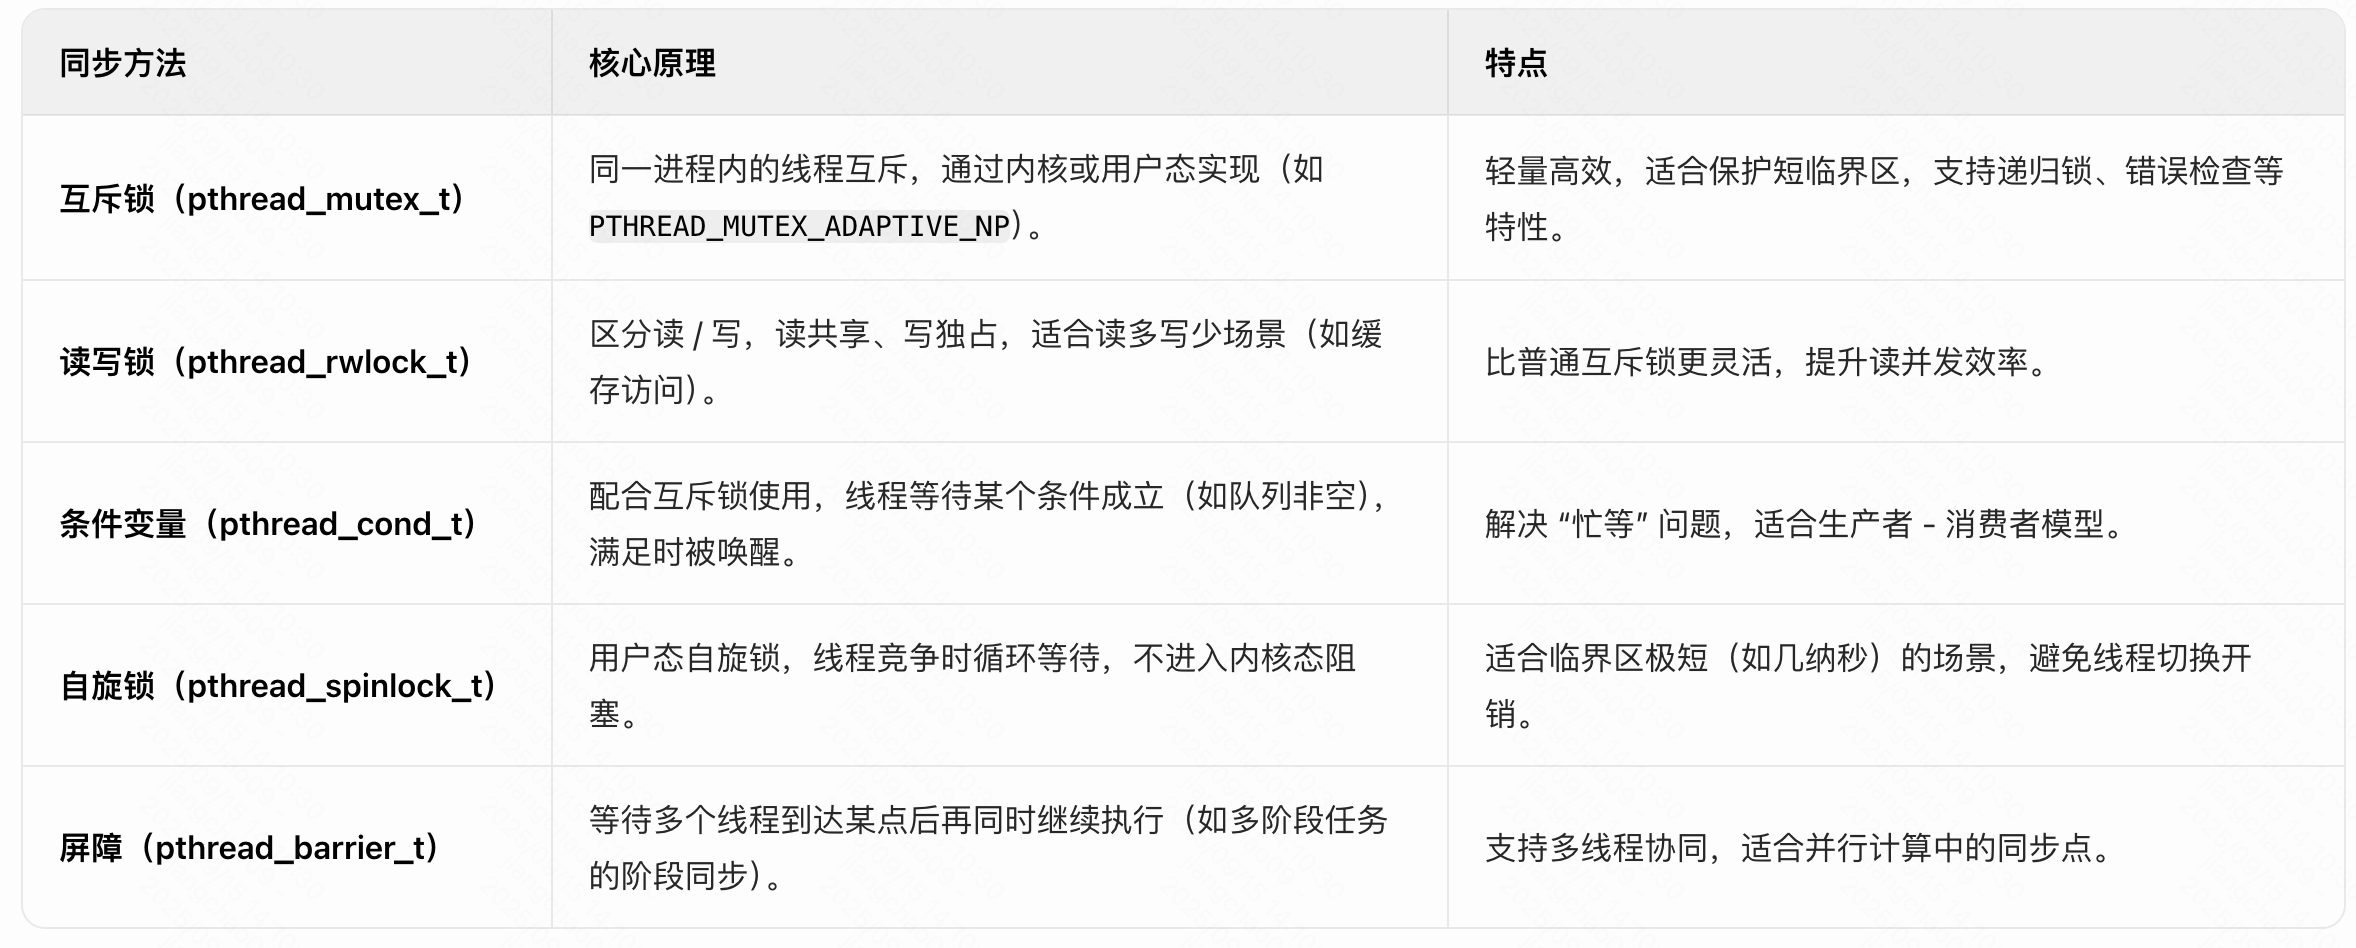 同步方法
核心原理
特点
互斥锁（pthread_mutex_t）
同一进程内的线程互斥，通过内核或用户态实现（如
PTHREAD_MUTEX_ADAPTIVE_NP）。
轻量高效，适合保护短临界区，支持递归锁、错误检查等
特性。
读写锁（pthread_rwlock_t）
区分读 / 写，读共享、写独占，适合读多写少场景（如缓
存访问）。
比普通互斥锁更灵活，提升读并发效率。
条件变量（pthread_cond_t）
配合互斥锁使用，线程等待某个条件成立（如队列非空），
满足时被唤醒。
解决 “忙等” 问题，适合生产者 - 消费者模型。
自旋锁（pthread_spinlock_t）
用户态自旋锁，线程竞争时循环等待，不进入内核态阻
塞。
适合临界区极短（如几纳秒）的场景，避免线程切换开
销。
屏障（pthread_barrier_t）
等待多个线程到达某点后再同时继续执行（如多阶段任务
的阶段同步）。
支持多线程协同，适合并行计算中的同步点。